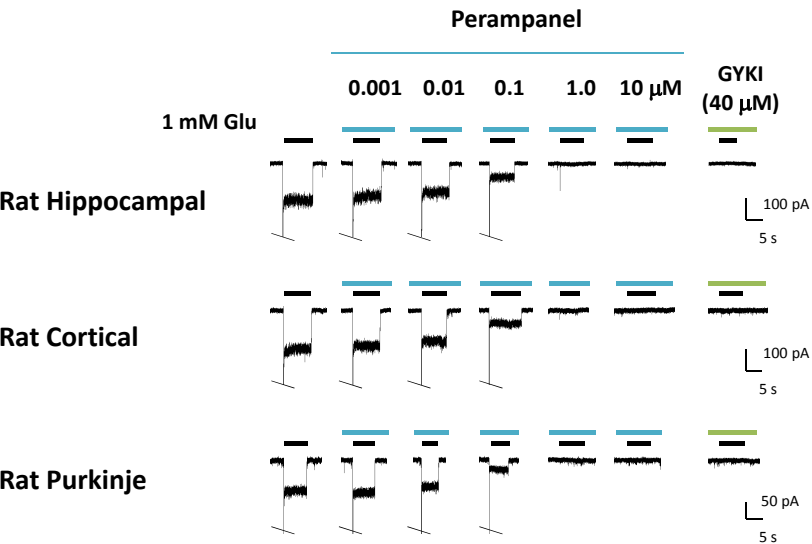 Perampanel
0.001 0.01 0.1 1.0 10 μM
GYKI
(40 μM)
1 mM Glu
Rat Hippocampal
100 pA
5 s
Rat Cortical
100 pA
5 s
Rat Purkinje
50 pA
5 s